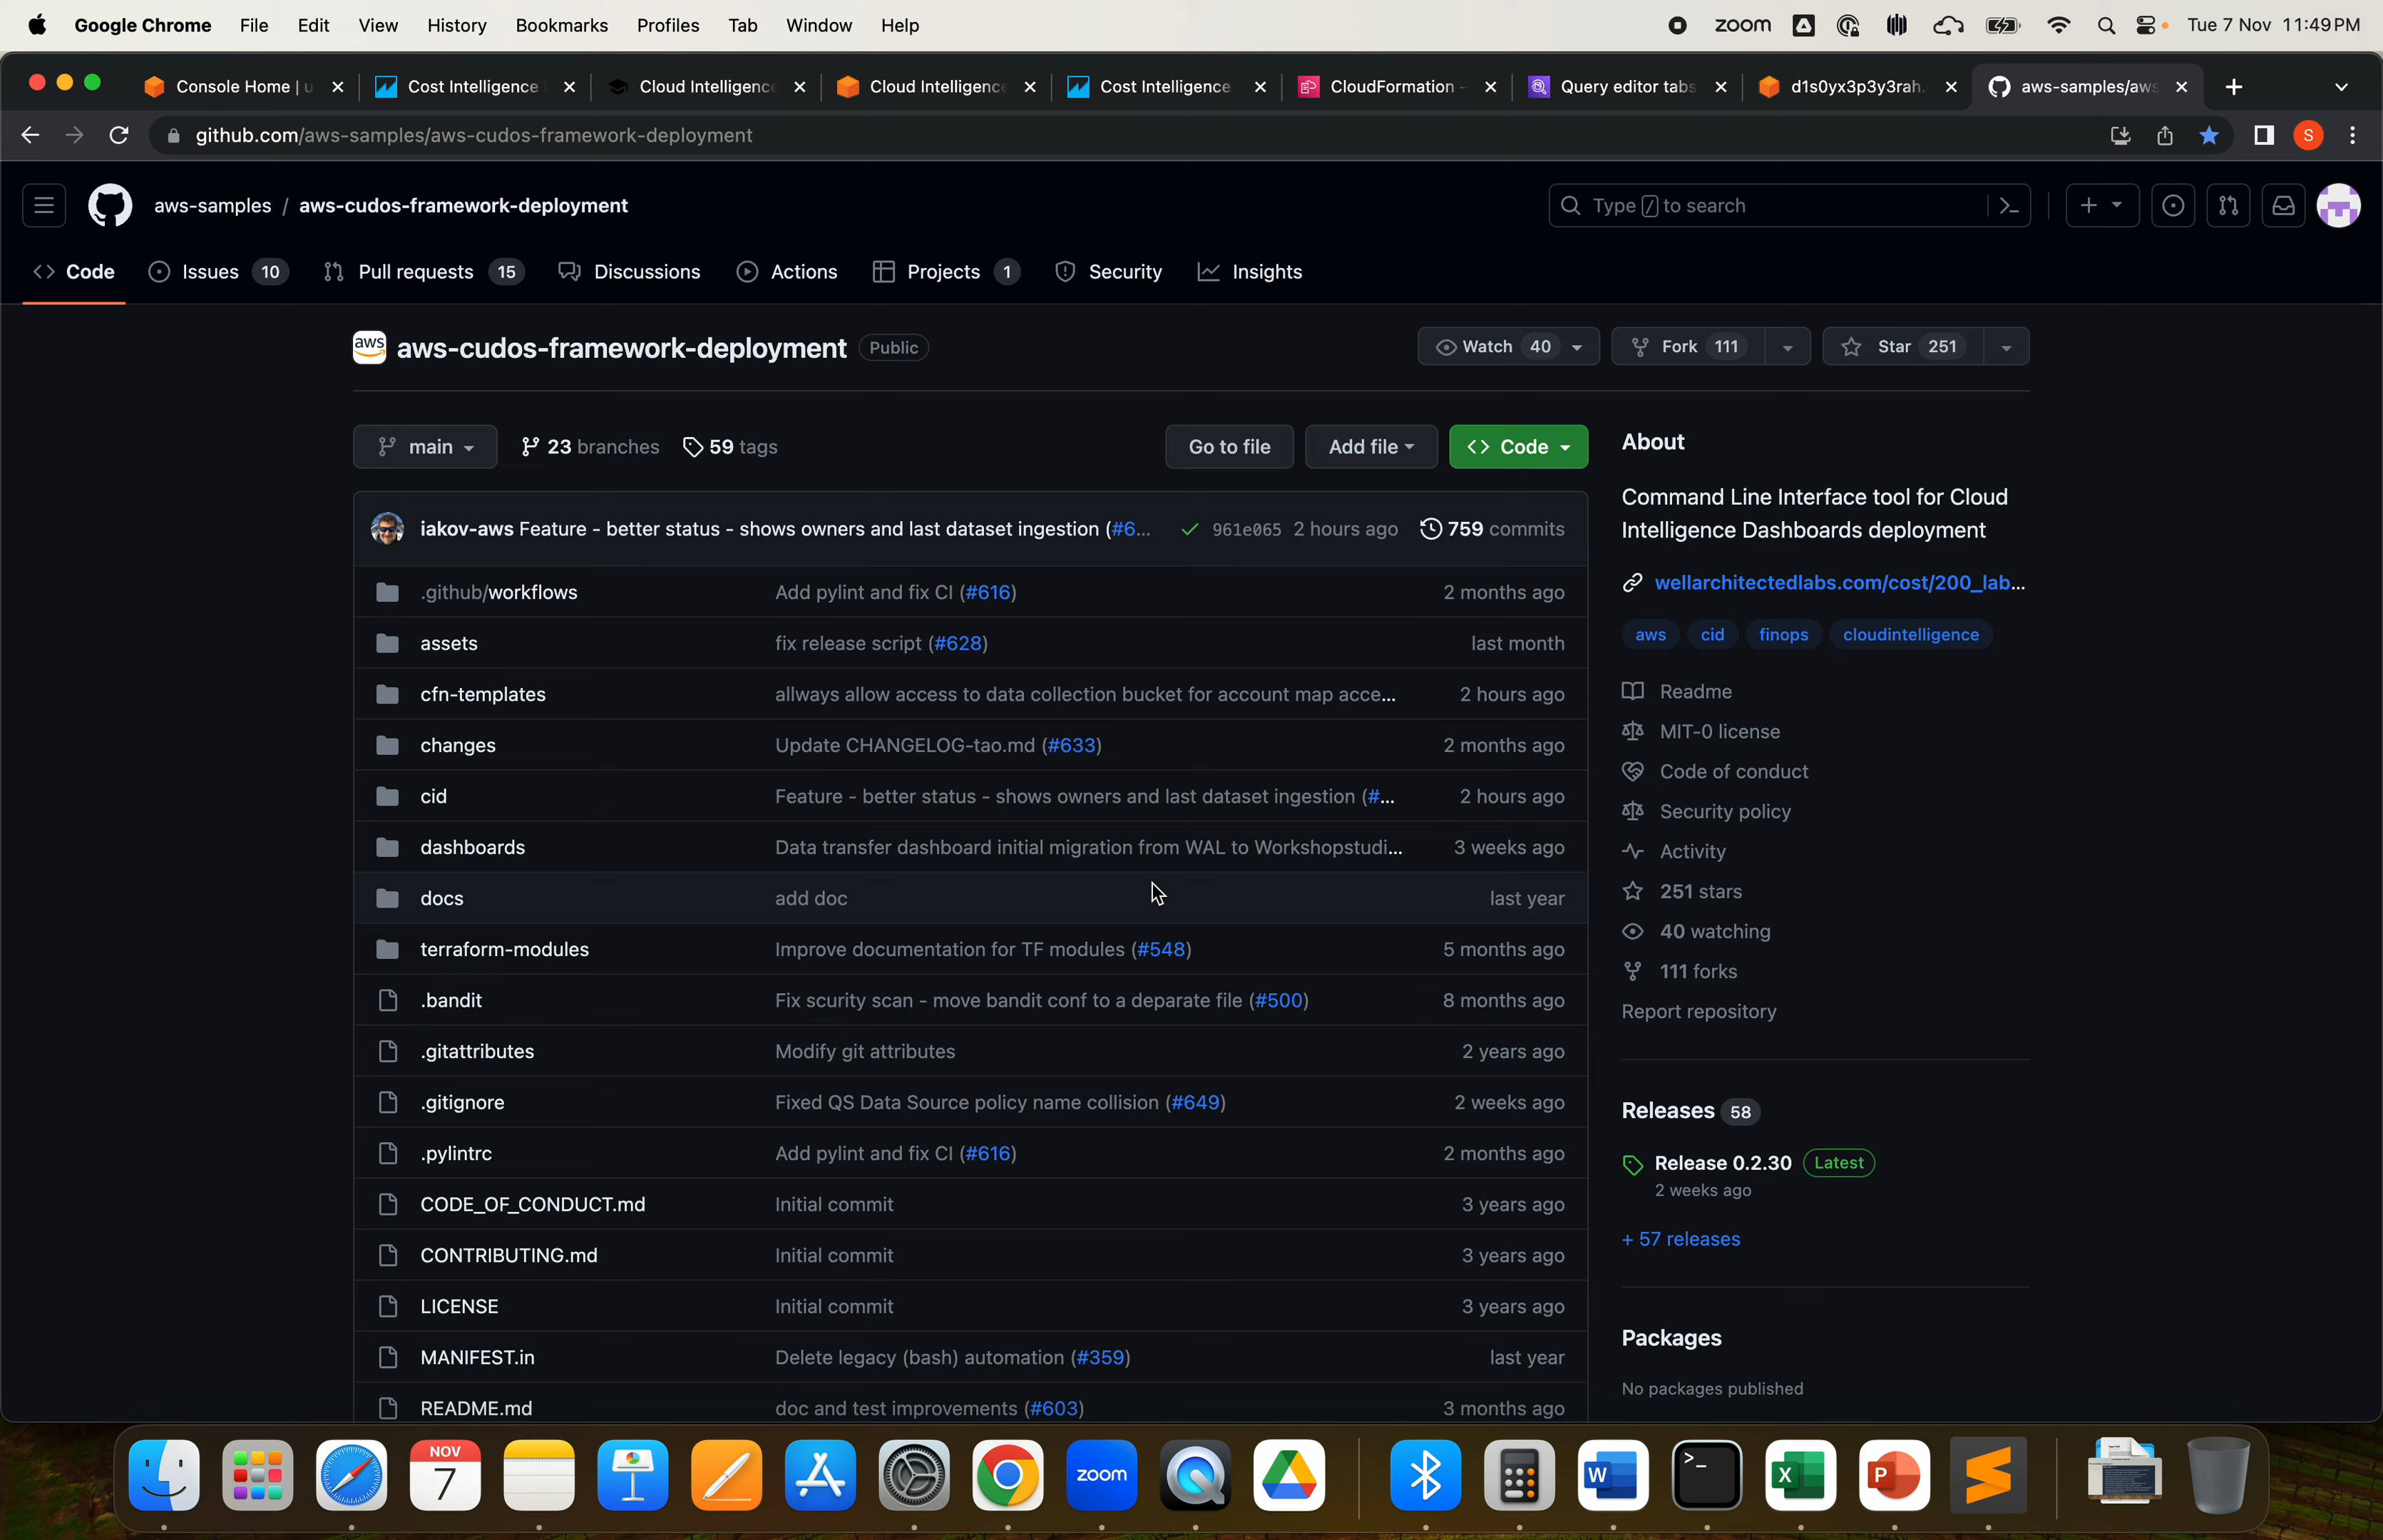 Google Chrome File Edit View History Bookmarks Profiles Tab Window Help zoom Tue 7 Nov 11:49 PM
Console Home | u Cost Intelligence Cloud Intelligence Cloud Intelligence Cost Intelligence CloudFormation - Query editor tabs d1s0yx3p3y3rah. aws-samples/aws
github.com/aws-samples/aws-cudos-framework-deployment S
aws-samples / aws-cudos-framework-deployment Type / to search
Code Issues 10 Pull requests 15 Discussions Actions Projects 1 Security Insights
aws aws-cudos-framework-deployment Public Watch 40 Fork 111 Star 251
main 23 branches 59 tags Go to file Add file Code
iakov-aws Feature - better status - shows owners and last dataset ingestion (#6... 961e065 2 hours ago 759 commits
.github/workflows Add pylint and fix CI (#616) 2 months ago
assets fix release script (#628) last month
cfn-templates allways allow access to data collection bucket for account map acce... 2 hours ago
changes Update CHANGELOG-tao.md (#633) 2 months ago
cid Feature - better status - shows owners and last dataset ingestion (#... 2 hours ago
dashboards Data transfer dashboard initial migration from WAL to Workshopstudi... 3 weeks ago
docs add doc last year
terraform-modules Improve documentation for TF modules (#548) 5 months ago
.bandit Fix scurity scan - move bandit conf to a deparate file (#500) 8 months ago
.gitattributes Modify git attributes 2 years ago
.gitignore Fixed QS Data Source policy name collision (#649) 2 weeks ago
.pylintrc Add pylint and fix CI (#616) 2 months ago
CODE_OF_CONDUCT.md Initial commit 3 years ago
CONTRIBUTING.md Initial commit 3 years ago
LICENSE Initial commit 3 years ago
MANIFEST.in Delete legacy (bash) automation (#359) last year
README.md doc and test improvements (#603) 3 months ago
About
Command Line Interface tool for Cloud
Intelligence Dashboards deployment
wellarchitectedlabs.com/cost/200_lab...
aws cid finops cloudintelligence
Readme
MIT-0 license
Code of conduct
Security policy
Activity
251 stars
40 watching
111 forks
Report repository
Releases 58
Release 0.2.30 Latest
2 weeks ago
+ 57 releases
Packages
No packages published
NOV
7
zoom
W
X
P